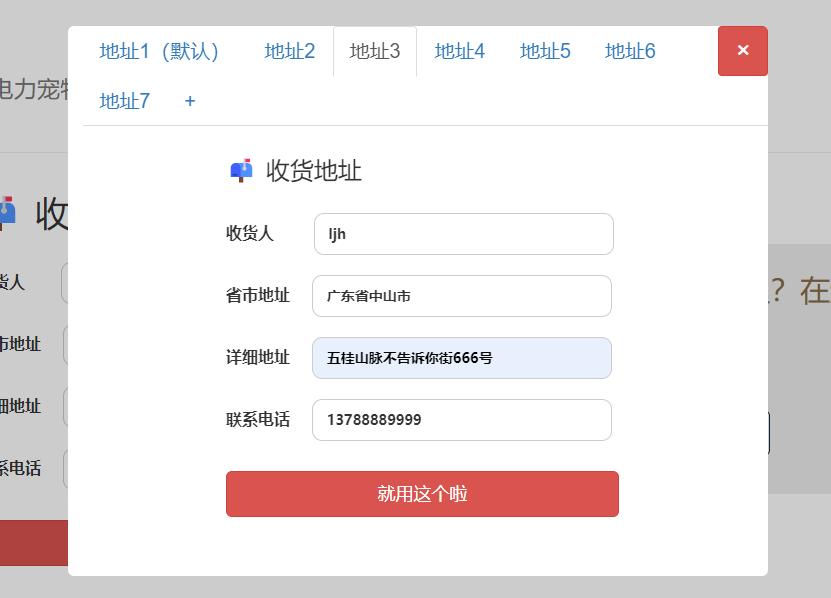 地址1（默认） 地址2 地址3 地址4 地址5 地址6 ×
地址7 +
电力宠物
收货地址
收
收货人 ljh
货人
?在
省市地址 广东省中山市
市地址
详细地址 五桂山脉不告诉你街666号
细地址
联系电话 13788889999
系电话
就用这个啦